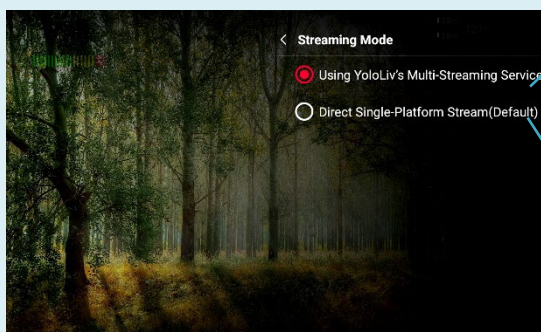 Streaming Mode
Using YoloLiv's Multi-Streaming Service
Direct Single-Platform Stream(Default)